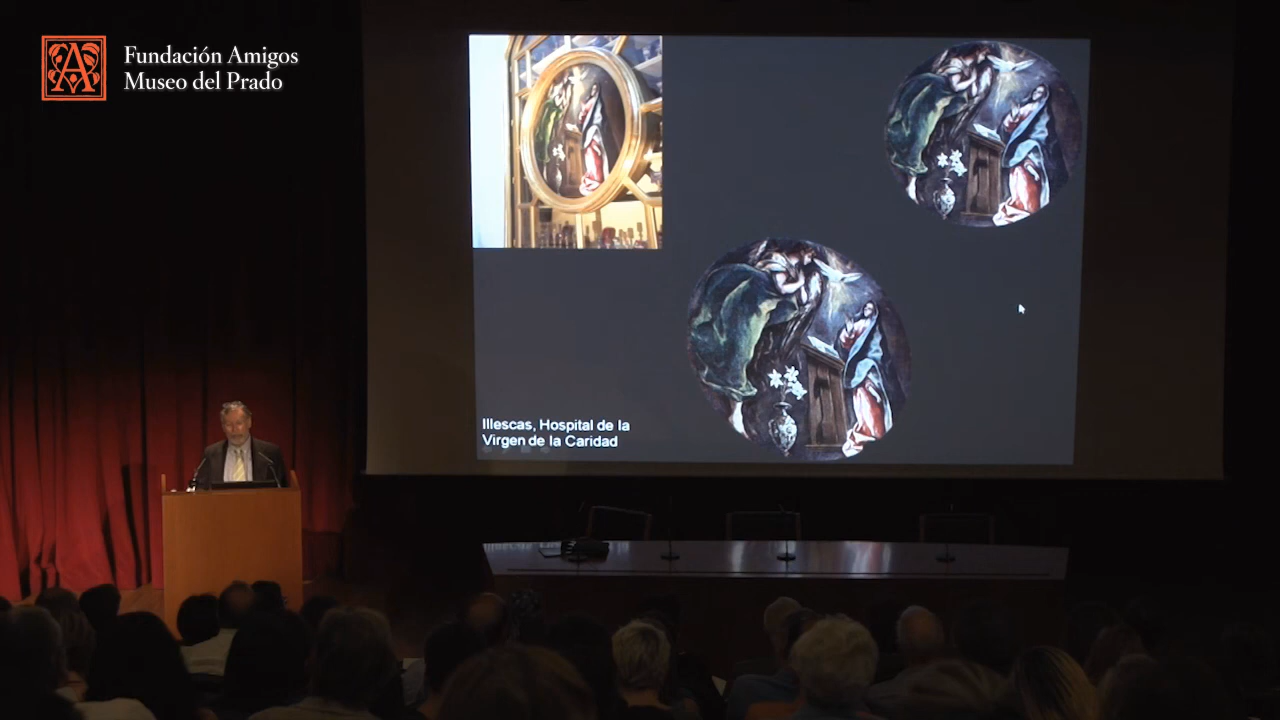 Fundación Amigos
Museo del Prado
Illescas, Hospital de la
Virgen de la Caridad